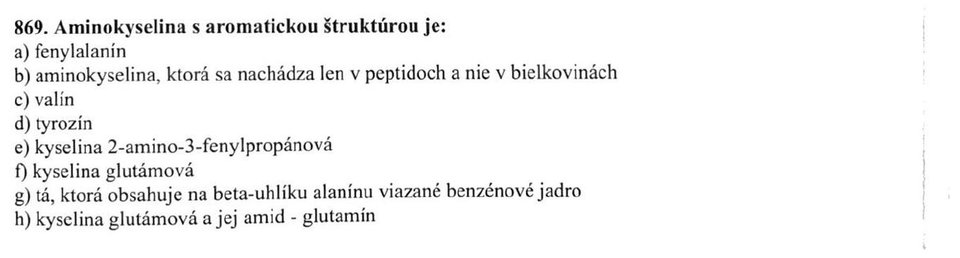 869. Aminokyselina s aromatickou štruktúrou je:
a) fenylalanín
b) aminokyselina, ktorá sa nachádza len v peptidoch a nie v bielkovinách
c) valín
d) tyrozín
e) kyselina 2-amino-3-fenylpropánová
f) kyselina glutámová
g) tá, ktorá obsahuje na beta-uhlíku alanínu viazané benzénové jadro
h) kyselina glutámová a jej amid - glutamín